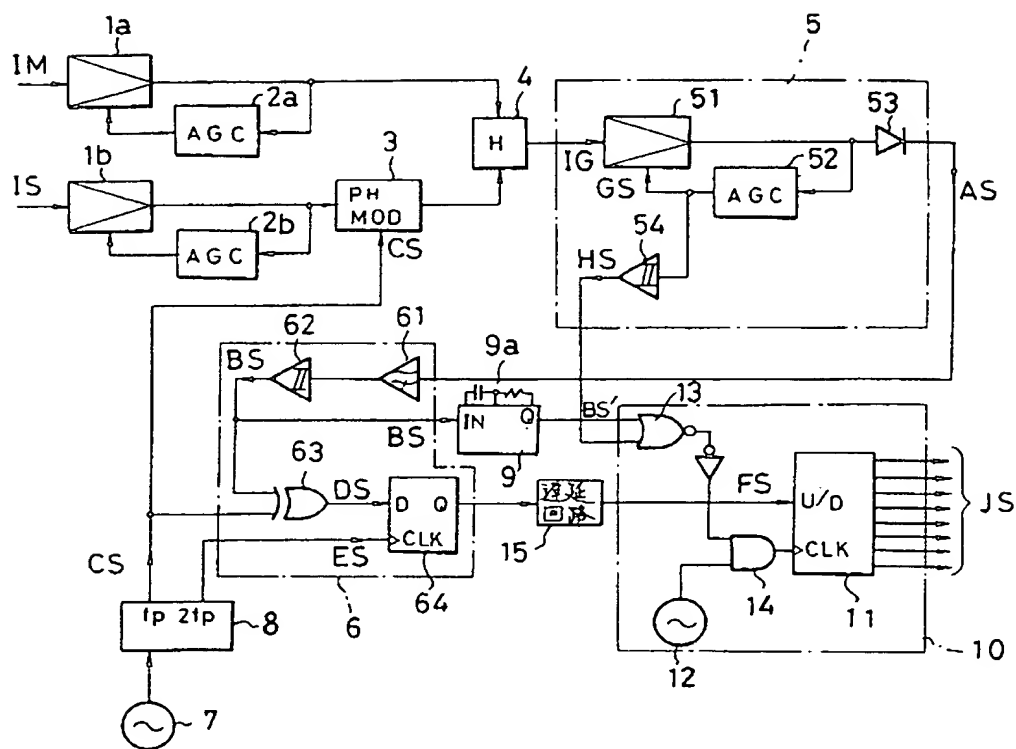 1a
IM
2a
AGC
1b
IS
2b
AGC
3
PH
MOD
CS
4
H
5
51
IG
GS
52
AGC
53
AS
54
HS
62
61
BS
9a
BS
IN Q
9
BS'
13
63
DS
D Q
CLK
ES
64
6
遅延
回路
15
FS
U/D
CLK
11
14
12
10
JS
CS
fp 2fp
8
7